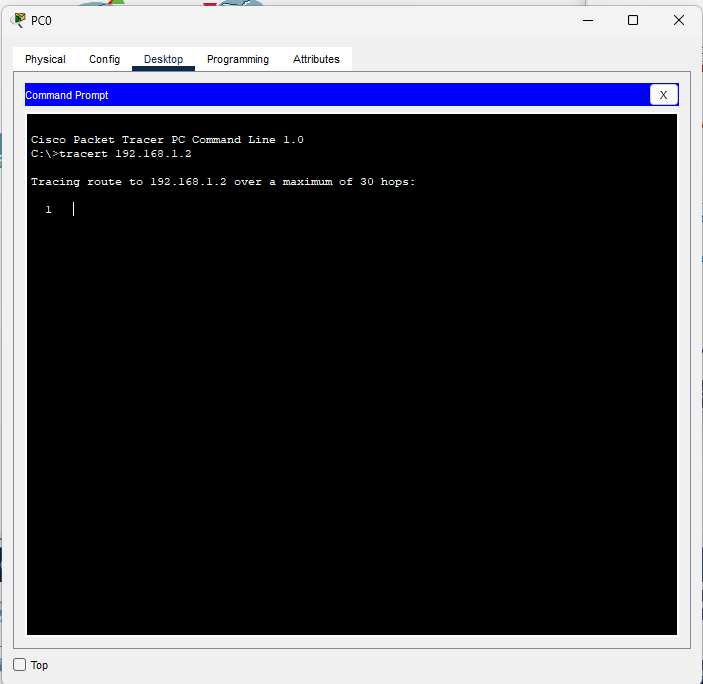 PC0
Physical Config Desktop Programming Attributes
Command Prompt X
Cisco Packet Tracer PC Command Line 1.0
C:\>tracert 192.168.1.2
Tracing route to 192.168.1.2 over a maximum of 30 hops:
1
Top